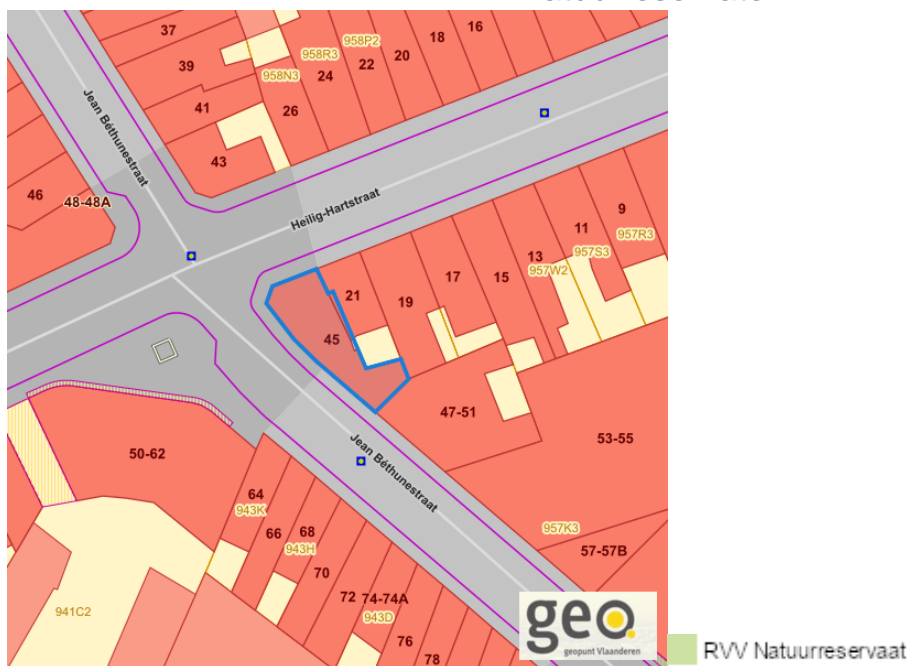 37
39
41
43
958N3
958R3
958P2
26
24
22
20
18
16
Jean Béthunestraat
46
48-48A
Heilig-Hartstraat
21
19
17
15
13
11
9
957W2
957S3
957R3
45
47-51
53-55
50-62
Jean Béthunestraat
64
943K
66
68
943H
70
72
74-74A
943D
76
78
957K3
57-57B
941C2
geo.
geopunt Vlaanderen
RVV Natuurreservaat